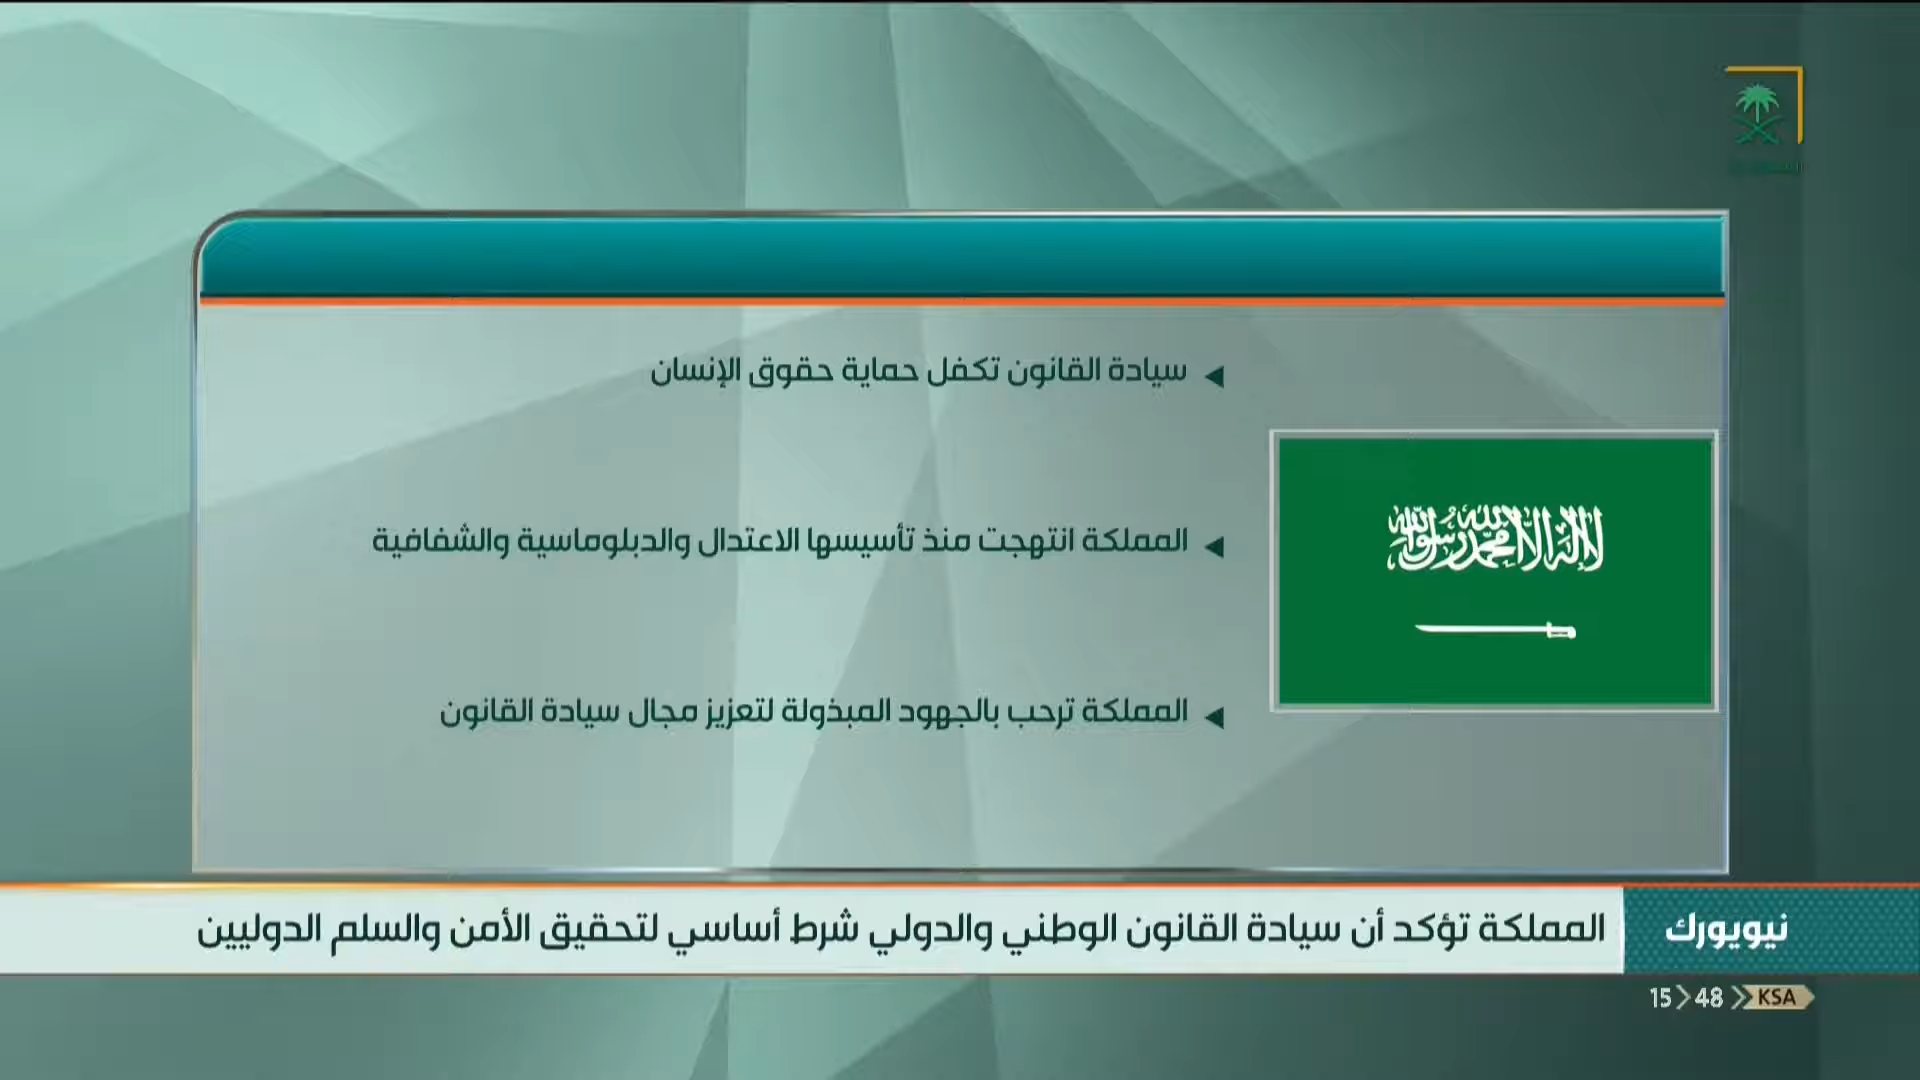 سيادة القانون تكفل حماية حقوق الإنسان
المملكة انتهجت منذ تأسيسها الاعتدال والدبلوماسية والشفافية
لا إله إلا الله محمد رسول الله
المملكة ترحب بالجهود المبذولة لتعزيز مجال سيادة القانون
نيويورك
المملكة تؤكد أن سيادة القانون الوطني والدولي شرط أساسي لتحقيق الأمن والسلم الدوليين
15 48 KSA